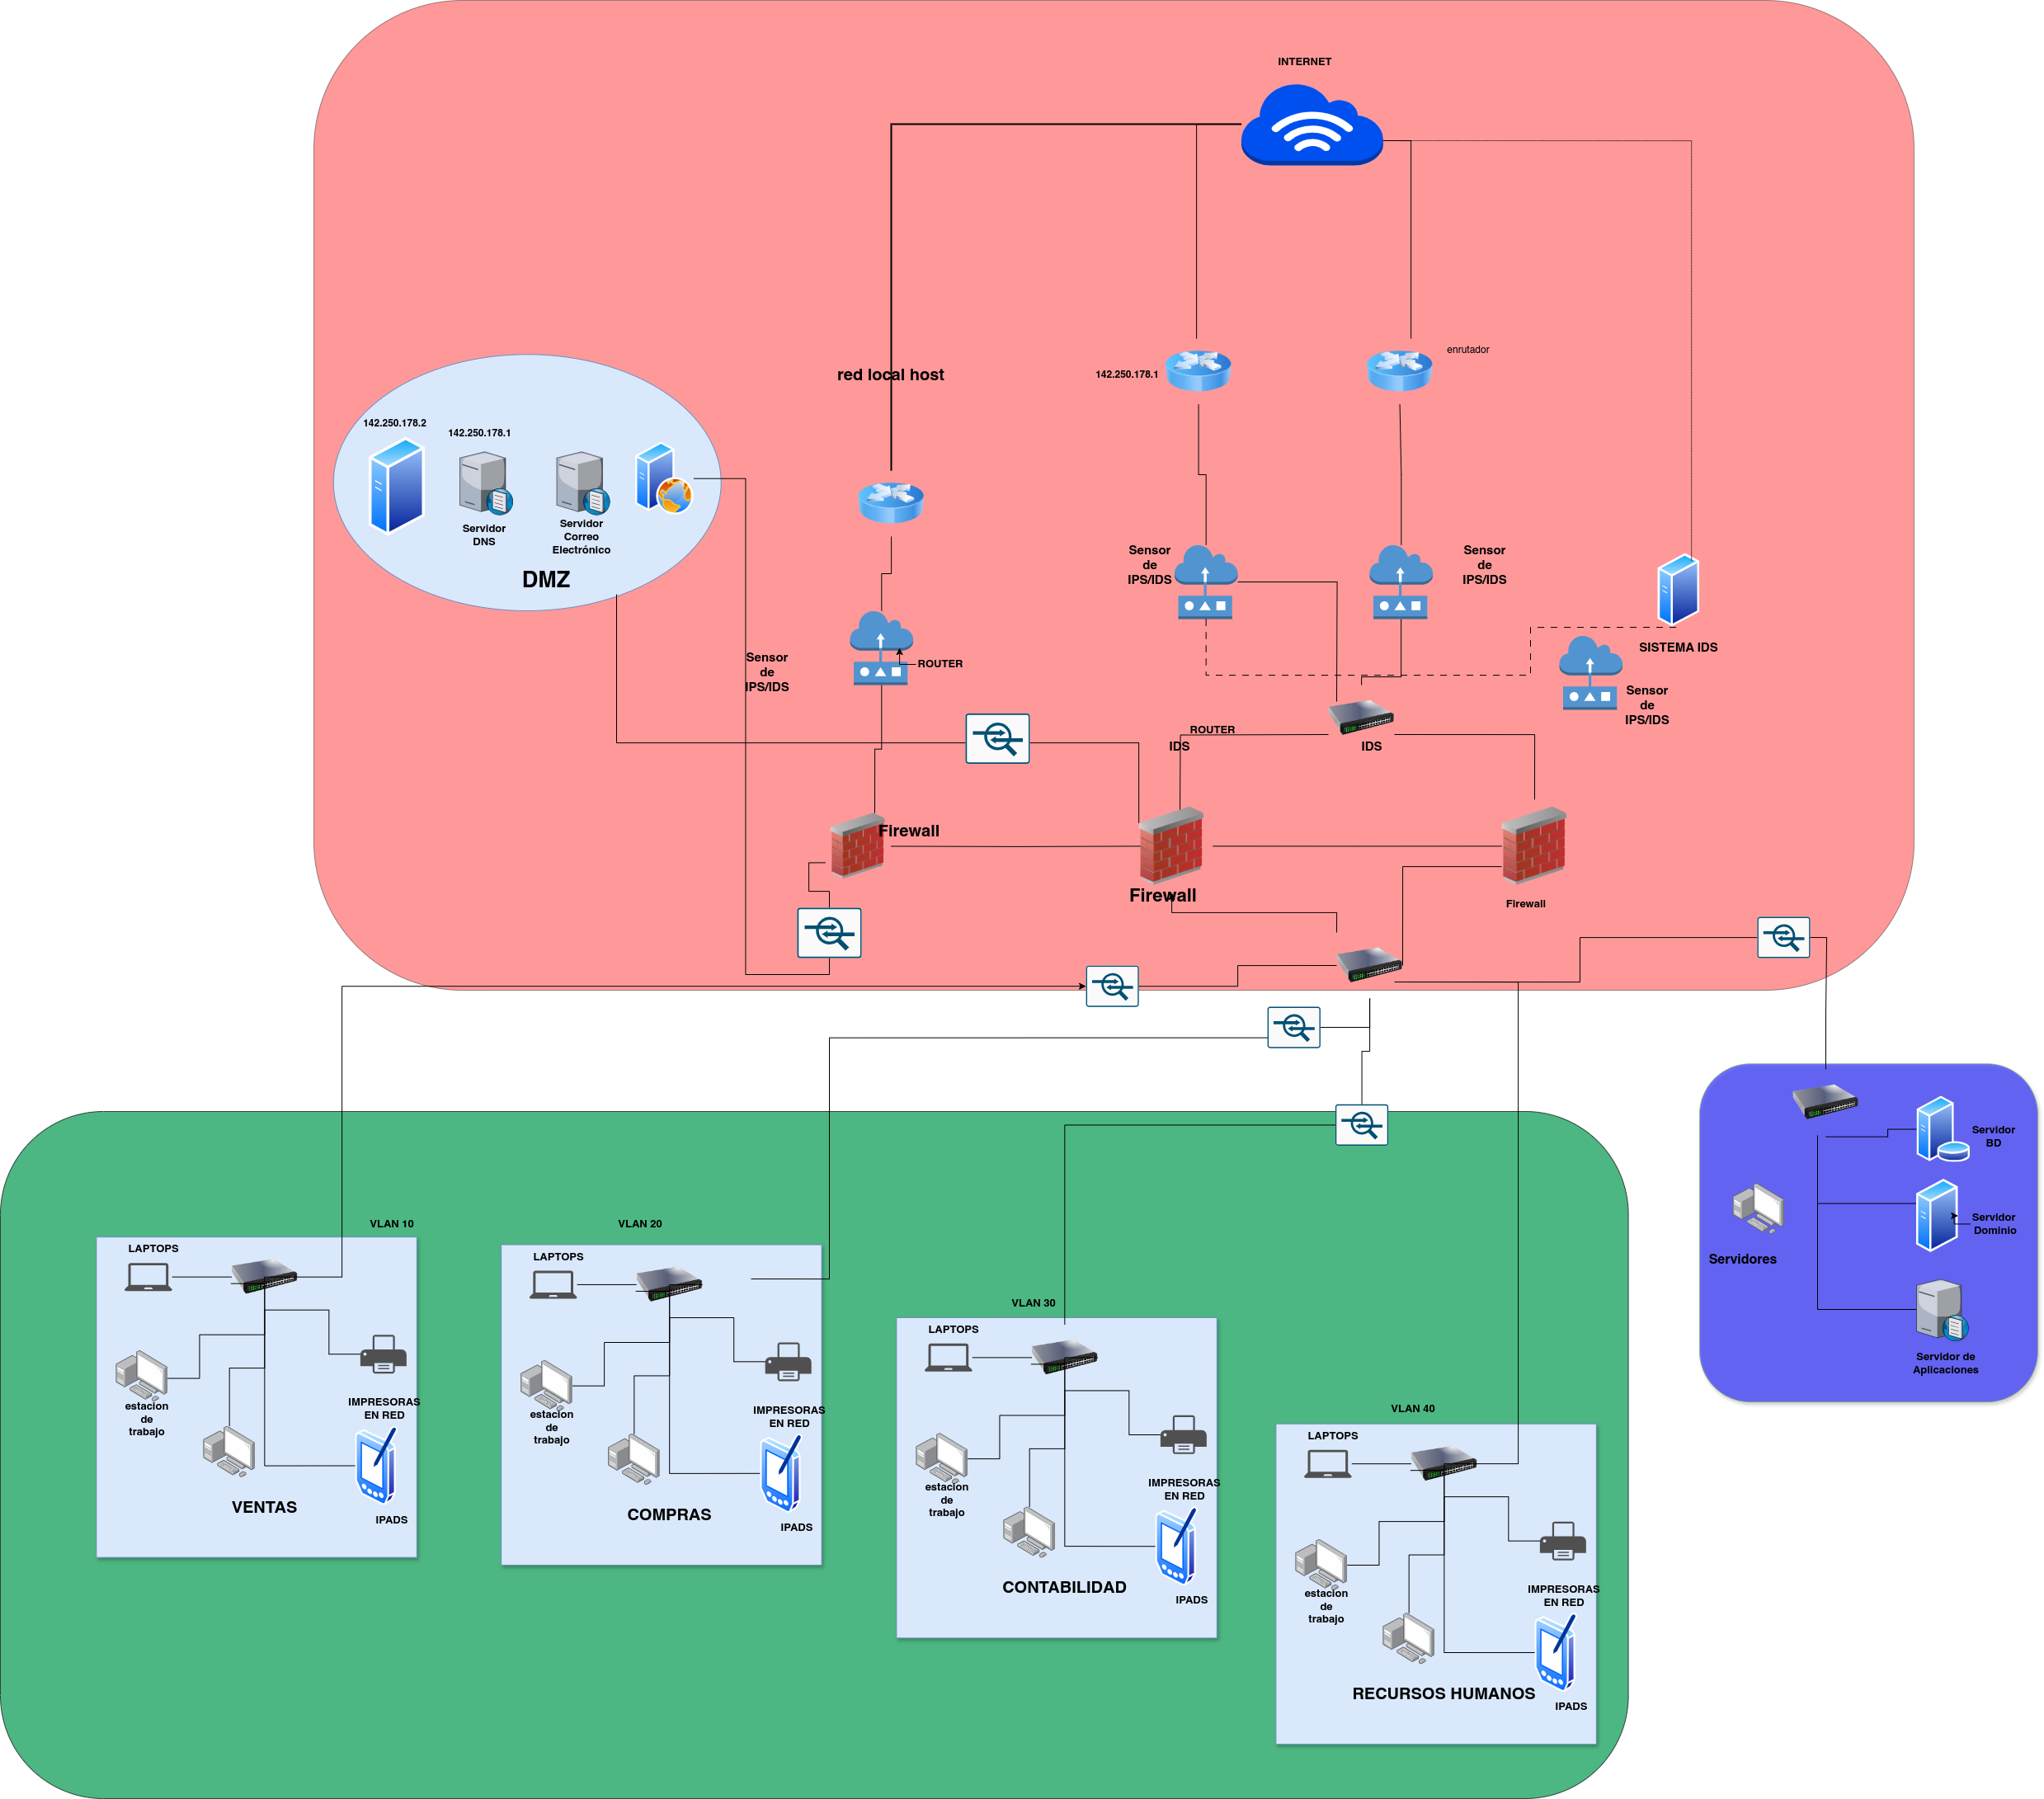 INTERNET
enrutador
142.250.178.1
red local host
142.250.178.2
142.250.178.1
Servidor
DNS
Servidor
Correo
Electrónico
DMZ
Sensor
de
IPS/IDS
Sensor
de
IPS/IDS
SISTEMA IDS
Sensor
de
IPS/IDS
ROUTER
Sensor
de
IPS/IDS
ROUTER
IDS
IDS
Firewall
Firewall
Firewall
Servidor
BD
Servidor
Dominio
Servidores
Servidor de
Aplicaciones
VLAN 10
LAPTOPS
estacion
de
trabajo
IMPRESORAS
EN RED
VENTAS
IPADS
VLAN 20
LAPTOPS
estacion
de
trabajo
IMPRESORAS
EN RED
COMPRAS
IPADS
VLAN 30
LAPTOPS
estacion
de
trabajo
IMPRESORAS
EN RED
CONTABILIDAD
IPADS
VLAN 40
LAPTOPS
estacion
de
trabajo
IMPRESORAS
EN RED
RECURSOS HUMANOS
IPADS